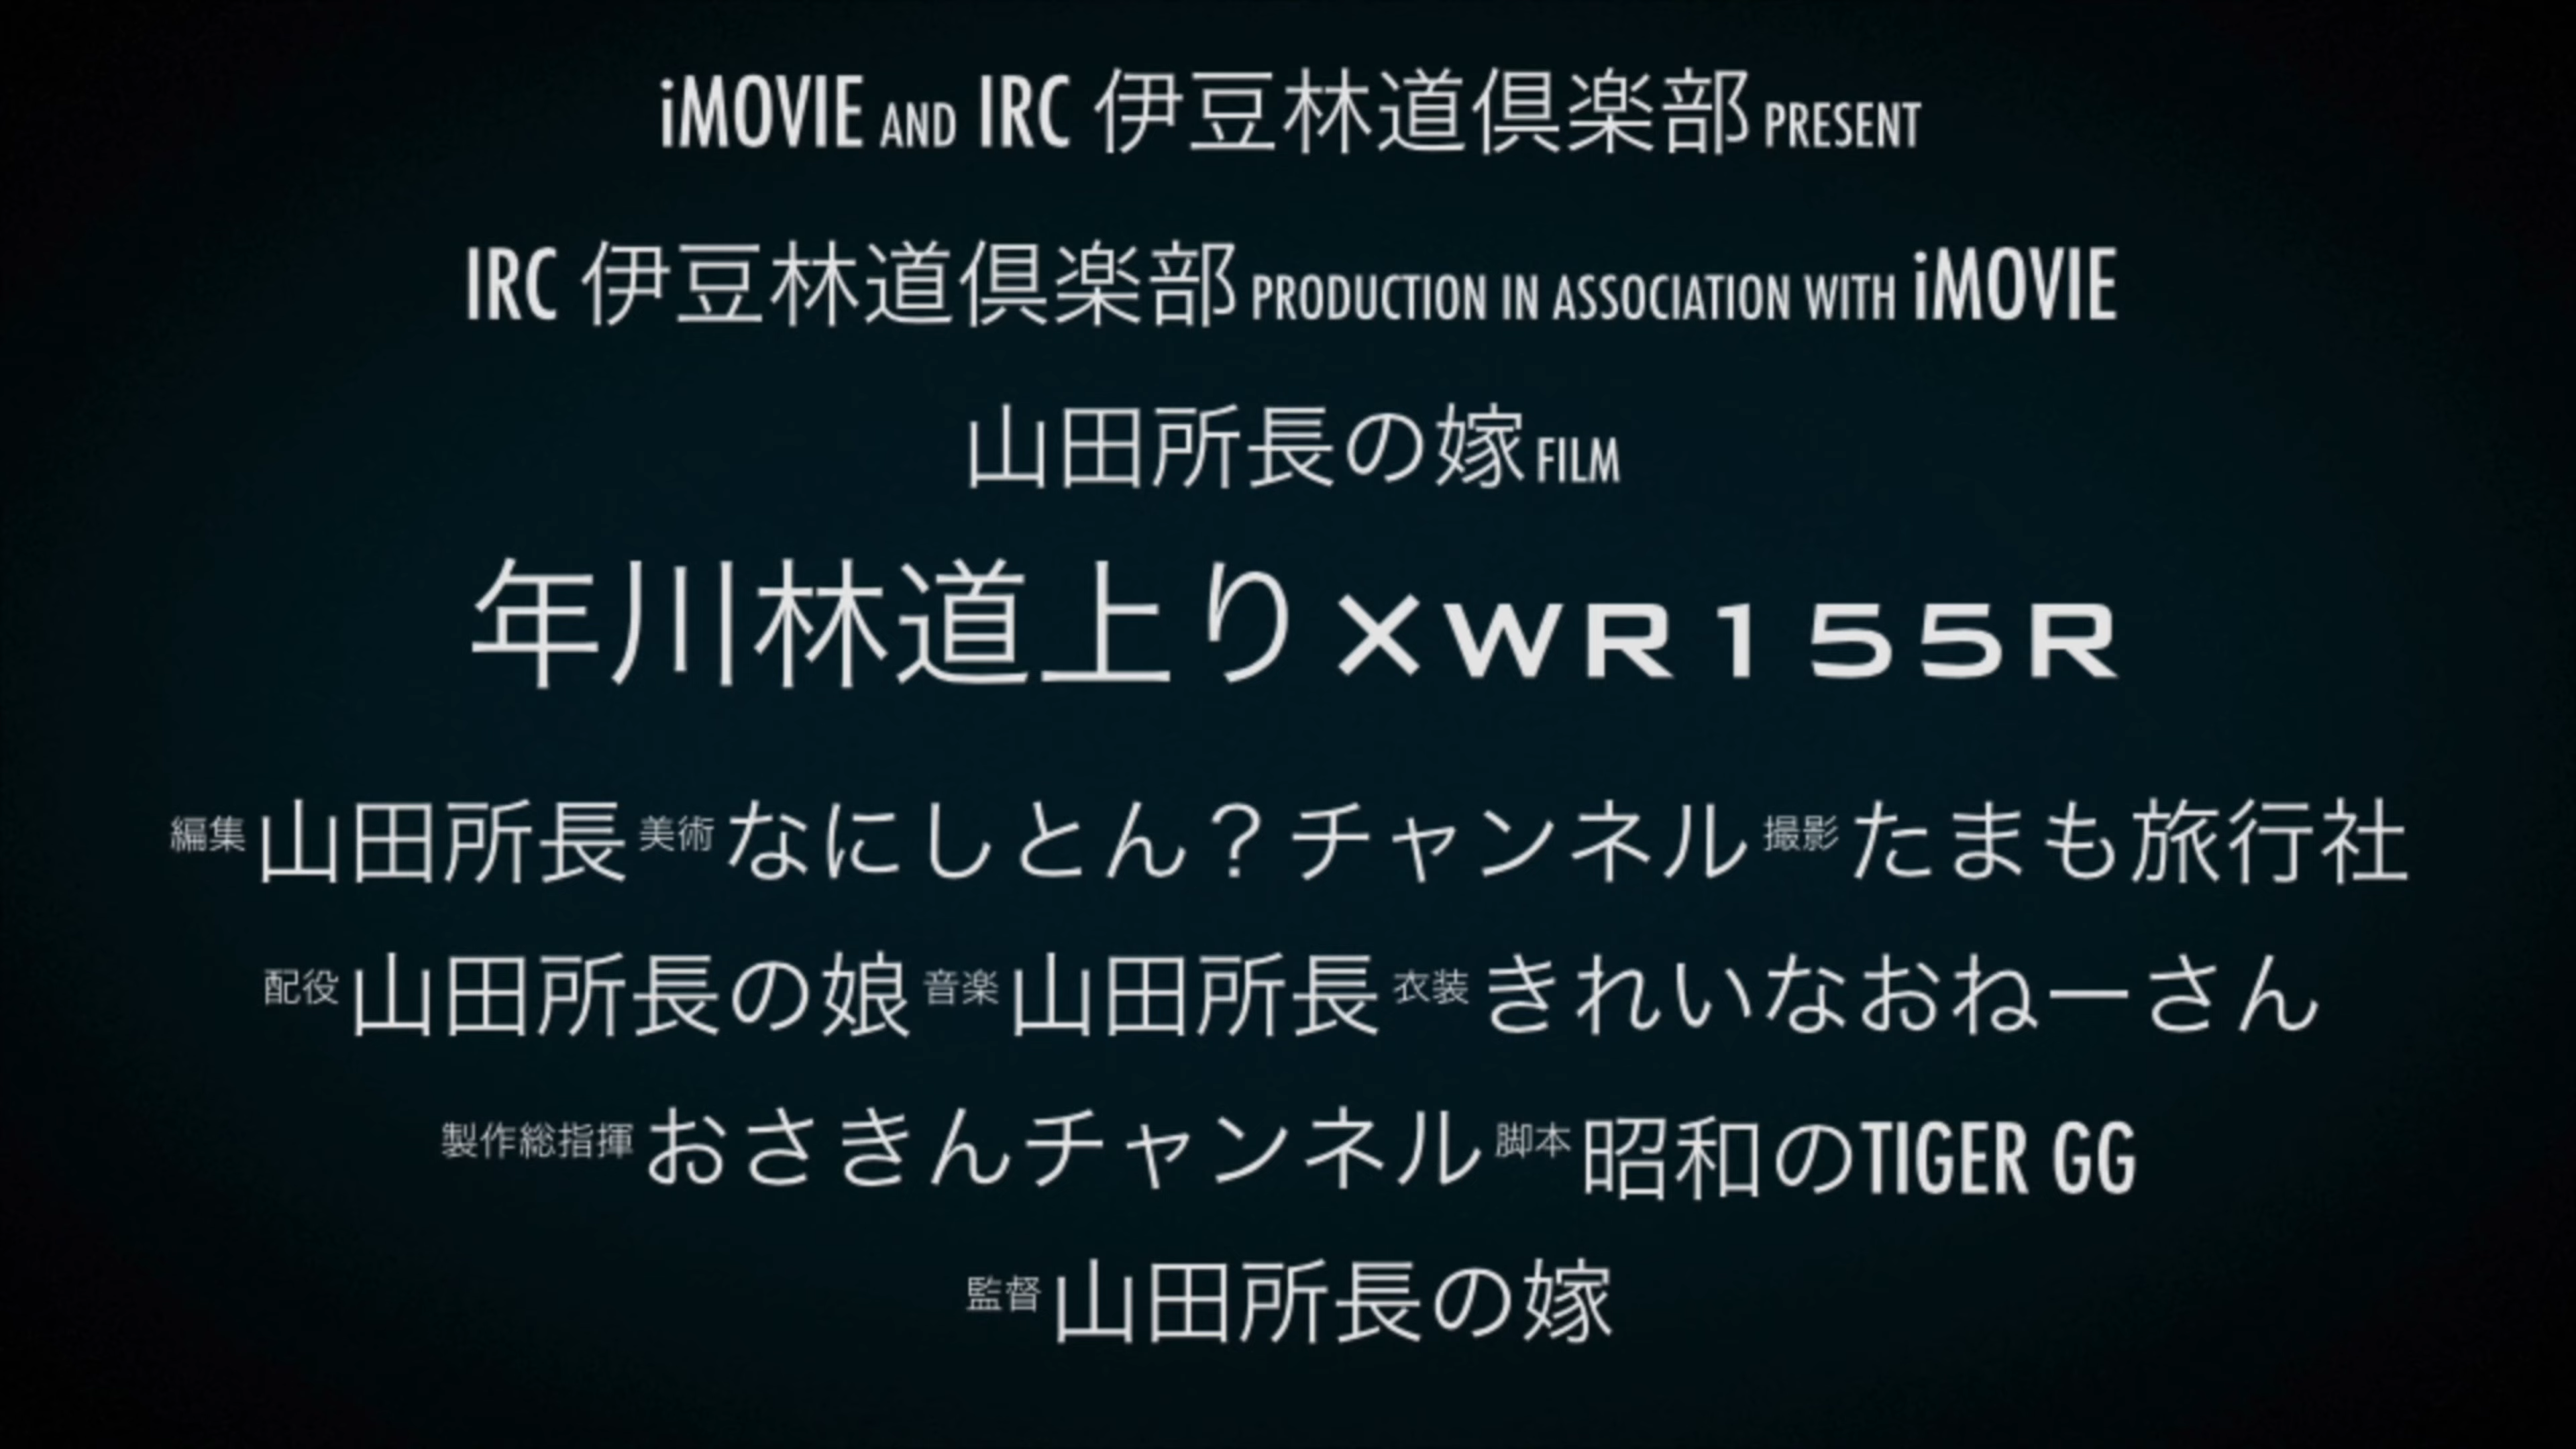 iMOVIE AND IRC 伊豆林道倶楽部 PRESENT
IRC 伊豆林道倶楽部 PRODUCTION IN ASSOCIATION WITH iMOVIE
山田所長の嫁 FILM
年川林道上り×WR155R
編集 山田所長 美術 なにしとん？チャンネル 撮影 たまも旅行社
配役 山田所長の娘 音楽 山田所長 衣装 きれいなおねーさん
製作総指揮 おさきんチャンネル 脚本 昭和のTIGER GG
監督 山田所長の嫁